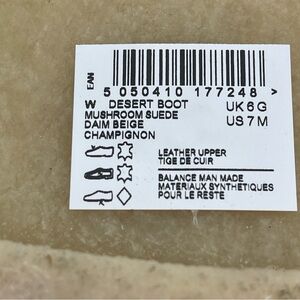 EAN
5 050410 177248 >
W DESERT BOOT UK 6 G
MUSHROOM SUEDE US 7 M
DAIM BEIGE
CHAMPIGNON
LEATHER UPPER
TIGE DE CUIR
BALANCE MAN MADE
MATERIAUX SYNTHETIQUES
POUR LE RESTE